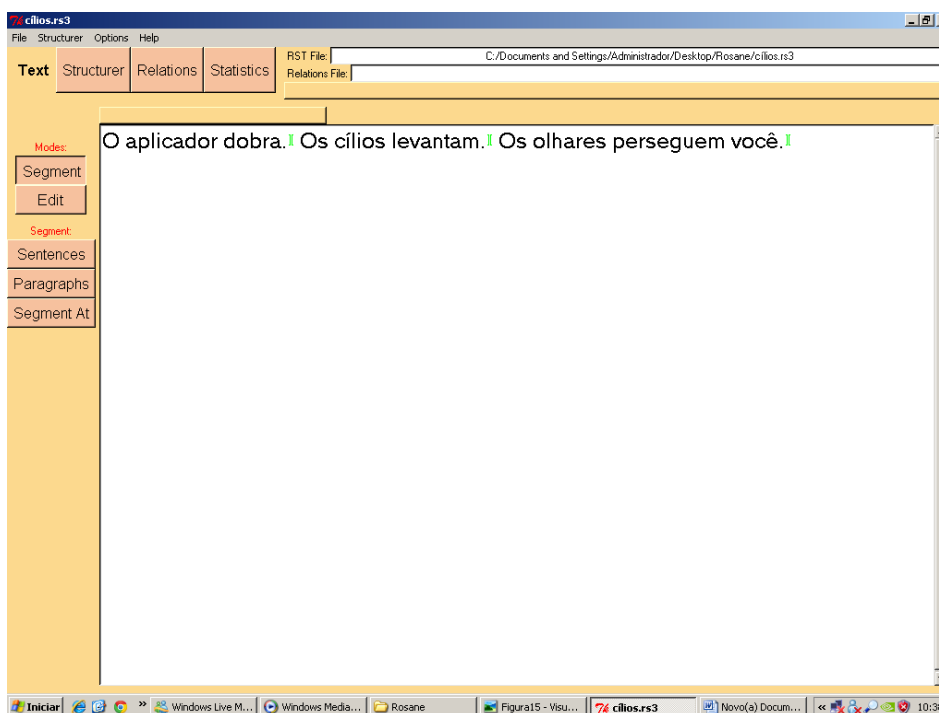 cílios.rs3
File Structurer Options Help
Text Structurer Relations Statistics
RST File: C:/Documents and Settings/Administrador/Desktop/Rosane/cílios.rs3
Relations File:
O aplicador dobra. Os cílios levantam. Os olhares perseguem você.
Modes:
Segment
Edit
Segment:
Sentences
Paragraphs
Segment At
Iniciar » Windows Live M... Windows Media... Rosane Figura15 - Visu... cílios.rs3 Novo(a) Docum... «